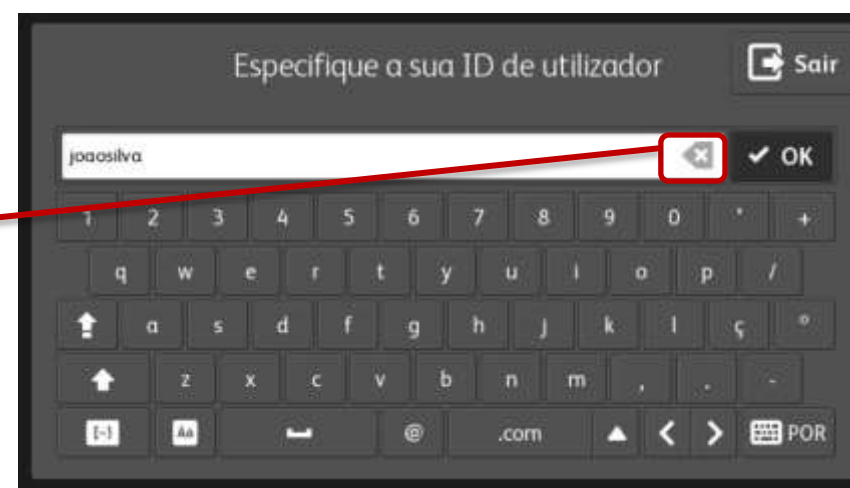 Especifique a sua ID de utilizador
Sair
joaosilva
OK
1 2 3 4 5 6 7 8 9 0 ' +
q w e r t y u i o p /
a s d f g h j k l ç º
z x c v b n m , . -
[~] Aä @ .com POR